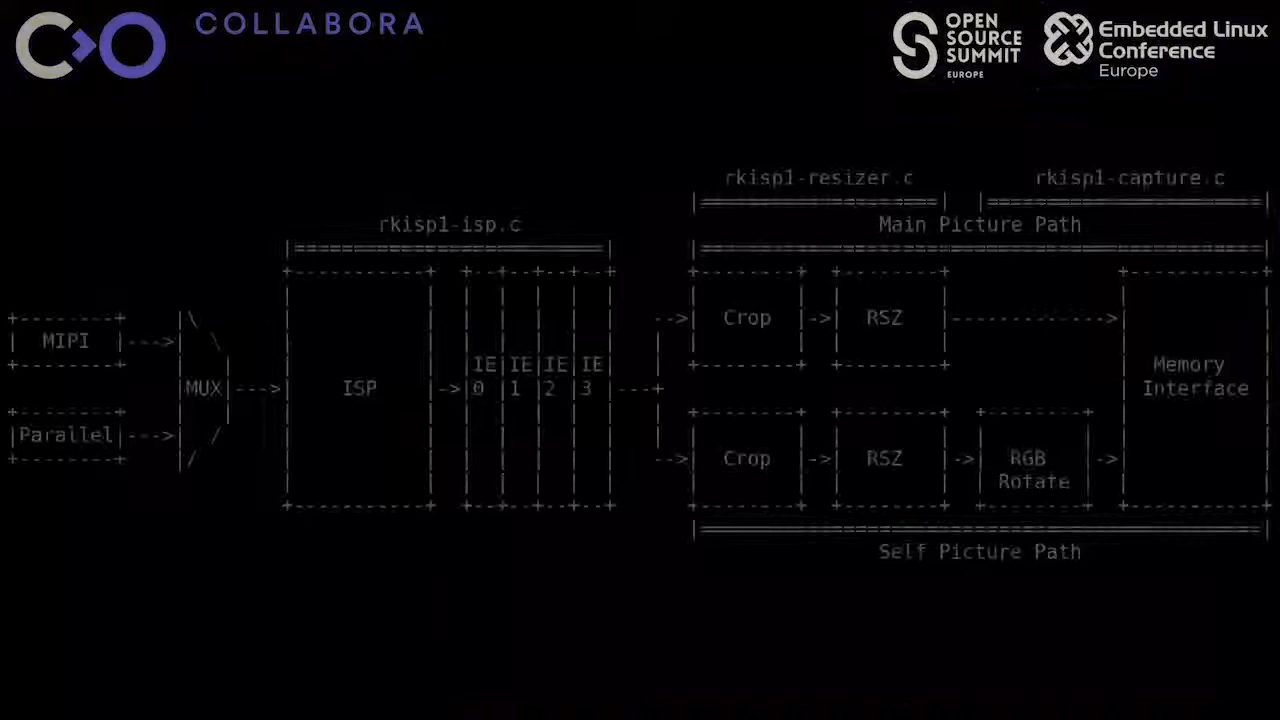 COLLABORA
OPEN
SOURCE
SUMMIT
EUROPE
Embedded Linux
Conference
Europe
rkisp1-resizer.c
rkisp1-capture.c
rkisp1-isp.c
Main Picture Path
MIPI
Parallel
MUX
ISP
IE
0
IE
1
IE
2
IE
3
Crop
RSZ
Memory
Interface
Crop
RSZ
RGB
Rotate
Self Picture Path